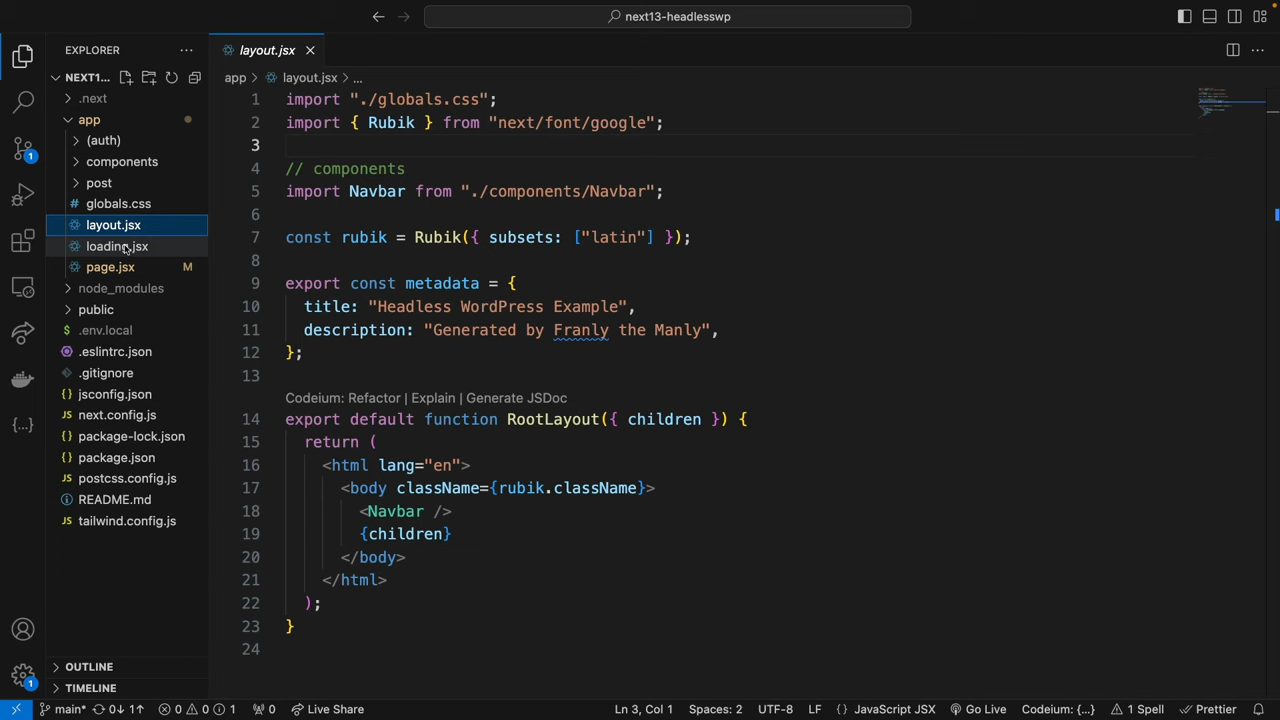 next13-headlesswp
EXPLORER
layout.jsx
NEXT1...
app
layout.jsx
...
.next
app
(auth)
components
post
globals.css
layout.jsx
loading.jsx
page.jsx
M
node_modules
public
.env.local
.eslintrc.json
.gitignore
jsconfig.json
next.config.js
package-lock.json
package.json
postcss.config.js
README.md
tailwind.config.js
OUTLINE
TIMELINE
1
1
1 import "./globals.css";
2 import { Rubik } from "next/font/google";
3
4 // components
5 import Navbar from "./components/Navbar";
6
7 const rubik = Rubik({ subsets: ["latin"] });
8
9 export const metadata = {
10 title: "Headless WordPress Example",
11 description: "Generated by Franly the Manly",
12 };
13
Codeium: Refactor | Explain | Generate JSDoc
14 export default function RootLayout({ children }) {
15 return (
16 <html lang="en">
17 <body className={rubik.className}>
18 <Navbar />
19 {children}
20 </body>
21 </html>
22 );
23 }
24
main* 0↓ 1↑ 0 0 1 0 Live Share Ln 3, Col 1 Spaces: 2 UTF-8 LF {} JavaScript JSX Go Live Codeium: {...} 1 Spell Prettier